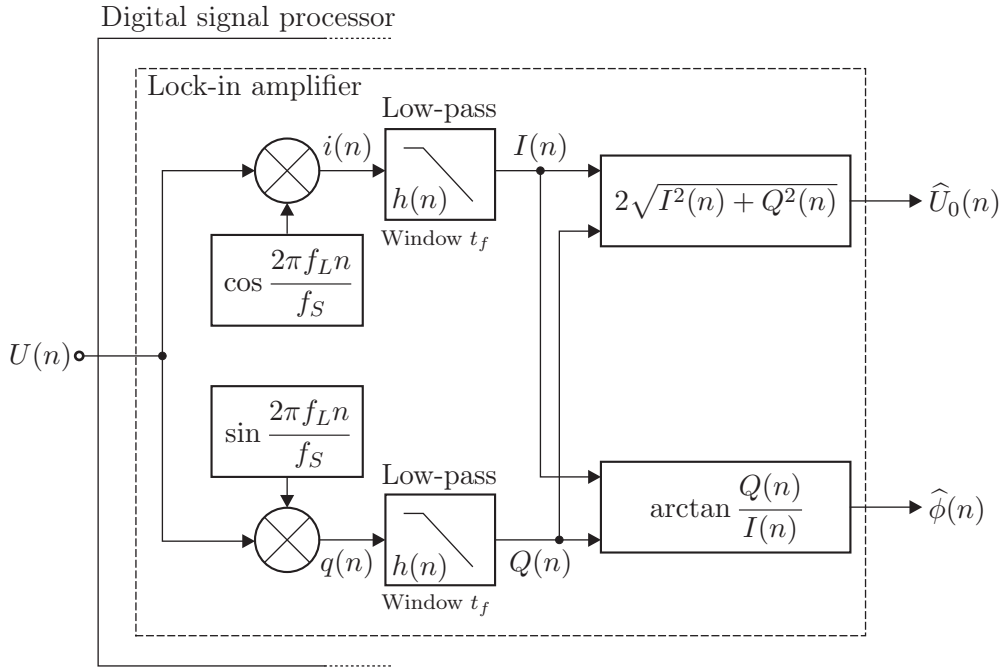 Digital signal processor
Lock-in amplifier
Low-pass
i(n)
I(n)
h(n)
Window t_f
2√(I²(n) + Q²(n))
Û₀(n)
cos 2πf_L n / f_S
U(n)
sin 2πf_L n / f_S
Low-pass
q(n)
Q(n)
h(n)
Window t_f
arctan Q(n) / I(n)
ϕ̂(n)